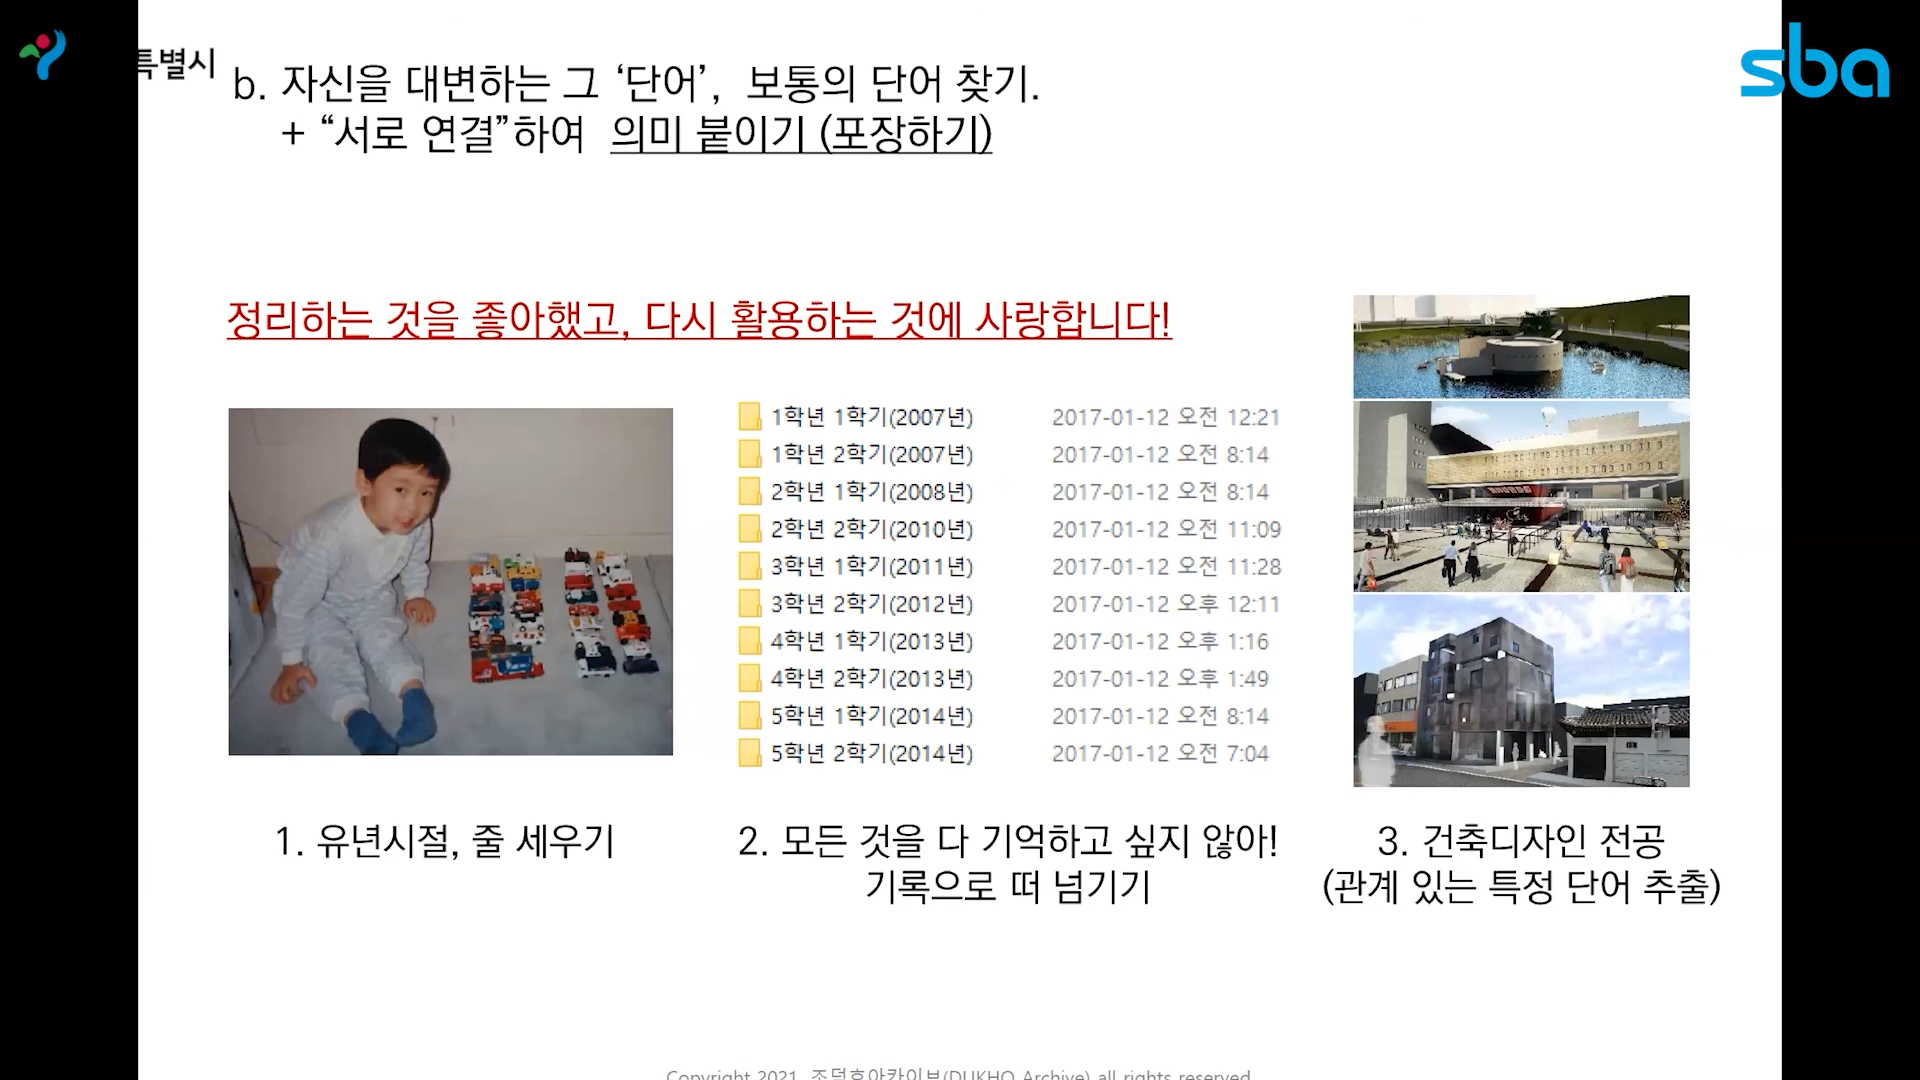 특별시
sba
b. 자신을 대변하는 그 ‘단어’, 보통의 단어 찾기.
+ “서로 연결”하여 의미 붙이기 (포장하기)
정리하는 것을 좋아했고, 다시 활용하는 것에 사랑합니다!
1학년 1학기(2007년) 2017-01-12 오전 12:21
1학년 2학기(2007년) 2017-01-12 오전 8:14
2학년 1학기(2008년) 2017-01-12 오전 8:14
2학년 2학기(2010년) 2017-01-12 오전 11:09
3학년 1학기(2011년) 2017-01-12 오전 11:28
3학년 2학기(2012년) 2017-01-12 오후 12:11
4학년 1학기(2013년) 2017-01-12 오후 1:16
4학년 2학기(2013년) 2017-01-12 오후 1:49
5학년 1학기(2014년) 2017-01-12 오전 8:14
5학년 2학기(2014년) 2017-01-12 오전 7:04
1. 유년시절, 줄 세우기
2. 모든 것을 다 기억하고 싶지 않아!
기록으로 떠 넘기기
3. 건축디자인 전공
(관계 있는 특정 단어 추출)
Copyright 2021. 조덕호아카이브(DUKHO Archive) all rights reserved